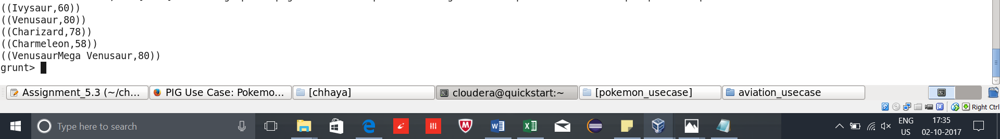 ((Ivysaur,60))
((Venusaur,80))
((Charizard,78))
((Charmeleon,58))
((VenusaurMega Venusaur,80))
grunt>
Assignment_5.3 (~/ch... PIG Use Case: Pokemo... [chhaya] cloudera@quickstart:~ [pokemon_usecase] aviation_usecase
Right Ctrl
Type here to search
ENG
US
17:35
02-10-2017